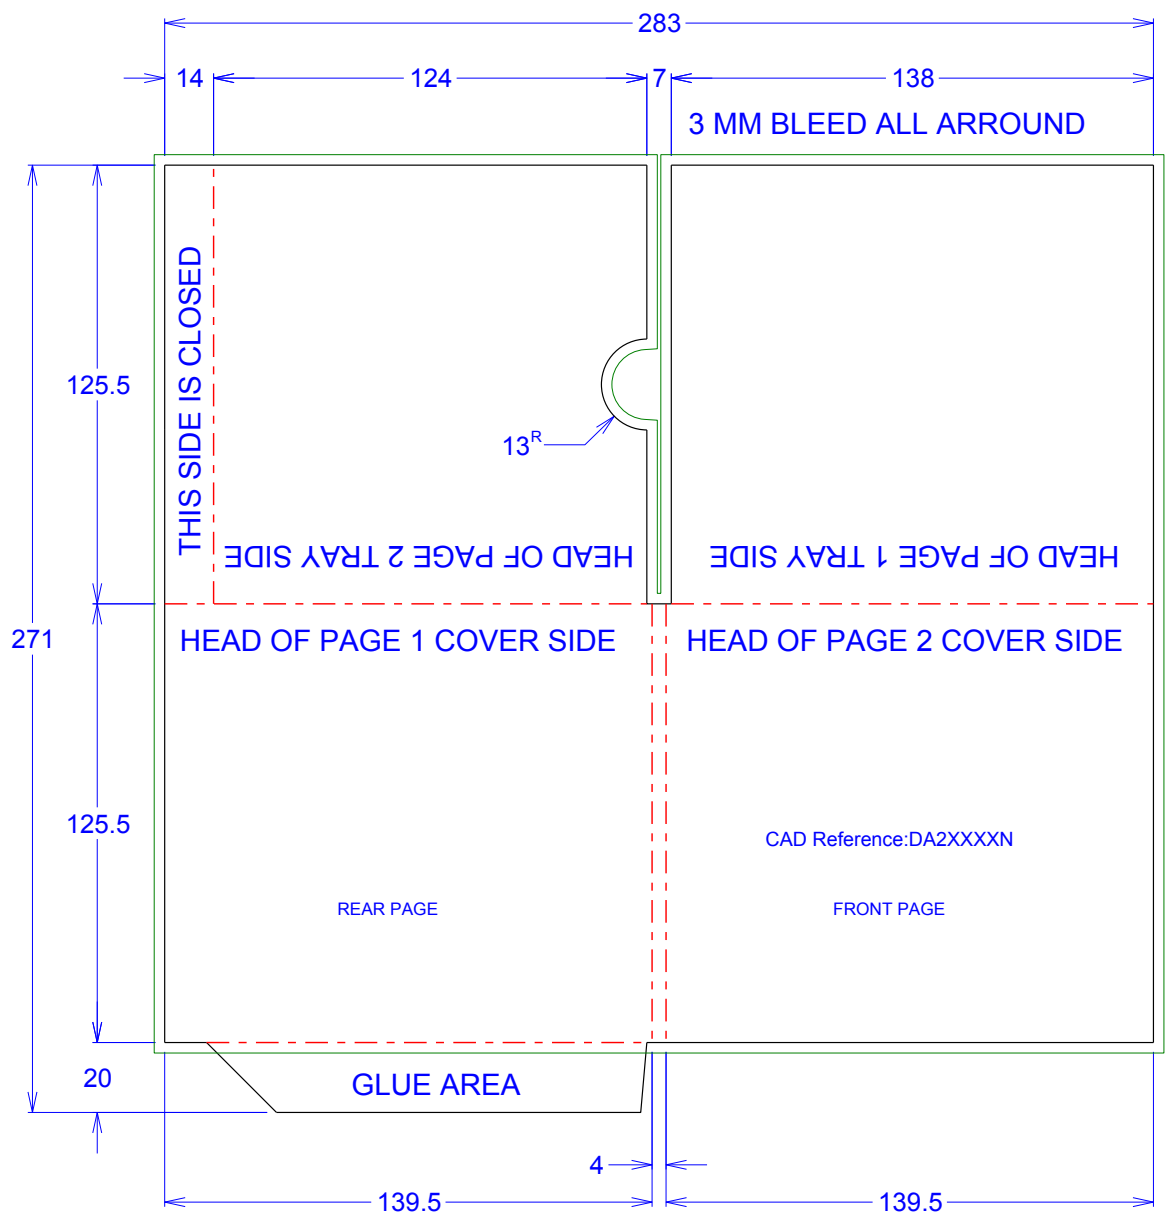 283
14
124
7
138
3 MM BLEED ALL ARROUND
THIS SIDE IS CLOSED
125.5
13R
HEAD OF PAGE 2 TRAY SIDE
HEAD OF PAGE 1 TRAY SIDE
271
HEAD OF PAGE 1 COVER SIDE
HEAD OF PAGE 2 COVER SIDE
125.5
CAD Reference:DA2XXXXN
REAR PAGE
FRONT PAGE
20
GLUE AREA
4
139.5
139.5